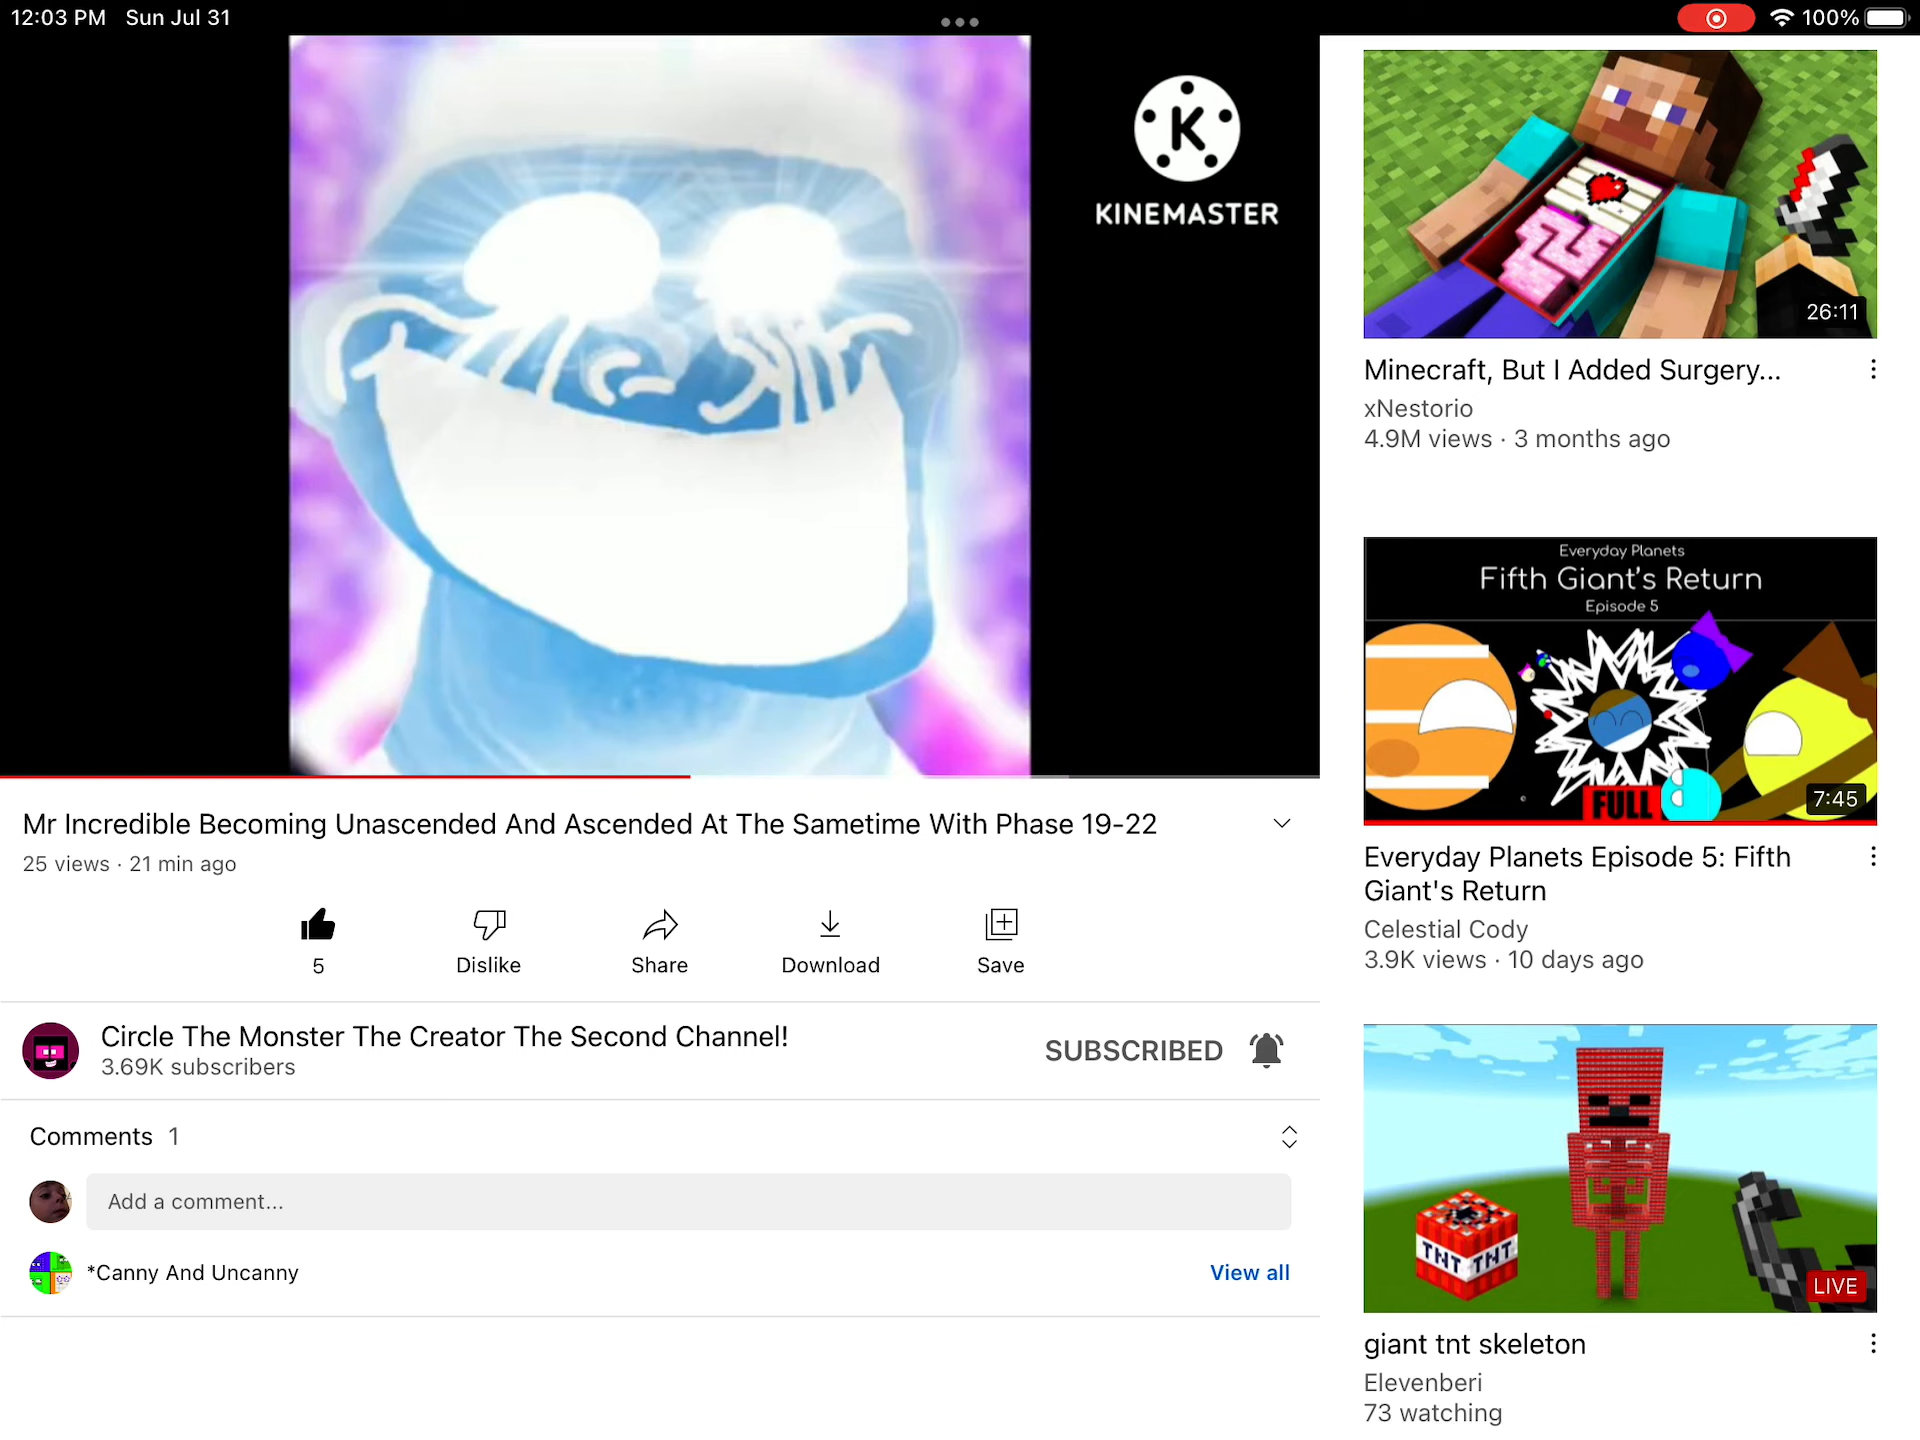 12:03 PM Sun Jul 31
100%
K
KINEMASTER
Mr Incredible Becoming Unascended And Ascended At The Sametime With Phase 19-22
25 views · 21 min ago
5
Dislike
Share
Download
Save
Circle The Monster The Creator The Second Channel!
3.69K subscribers
SUBSCRIBED
Comments 1
Add a comment...
*Canny And Uncanny
View all
26:11
Minecraft, But I Added Surgery...
xNestorio
4.9M views · 3 months ago
Everyday Planets
Fifth Giant's Return
Episode 5
FULL
7:45
Everyday Planets Episode 5: Fifth
Giant's Return
Celestial Cody
3.9K views · 10 days ago
TNT TNT
LIVE
giant tnt skeleton
Elevenberi
73 watching